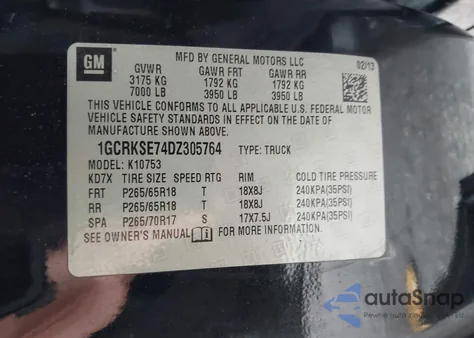 GM
MFD BY GENERAL MOTORS LLC
02/13
GVWR GAWR FRT GAWR RR
3175 KG 1792 KG 1792 KG
7000 LB 3950 LB 3950 LB
THIS VEHICLE CONFORMS TO ALL APPLICABLE U.S. FEDERAL MOTOR
VEHICLE SAFETY STANDARDS IN EFFECT ON THE DATE OF
MANUFACTURE SHOWN ABOVE.
1GCRKSE74DZ305764 TYPE: TRUCK
MODEL: K10753
KD7X TIRE SIZE SPEED RTG RIM COLD TIRE PRESSURE
FRT P265/65R18 T 18X8J 240KPA(35PSI)
RR P265/65R18 T 18X8J 240KPA(35PSI)
SPA P265/70R17 S 17X7.5J 240KPA(35PSI)
SEE OWNER'S MANUAL FOR MORE INFORMATION.
autoSnap